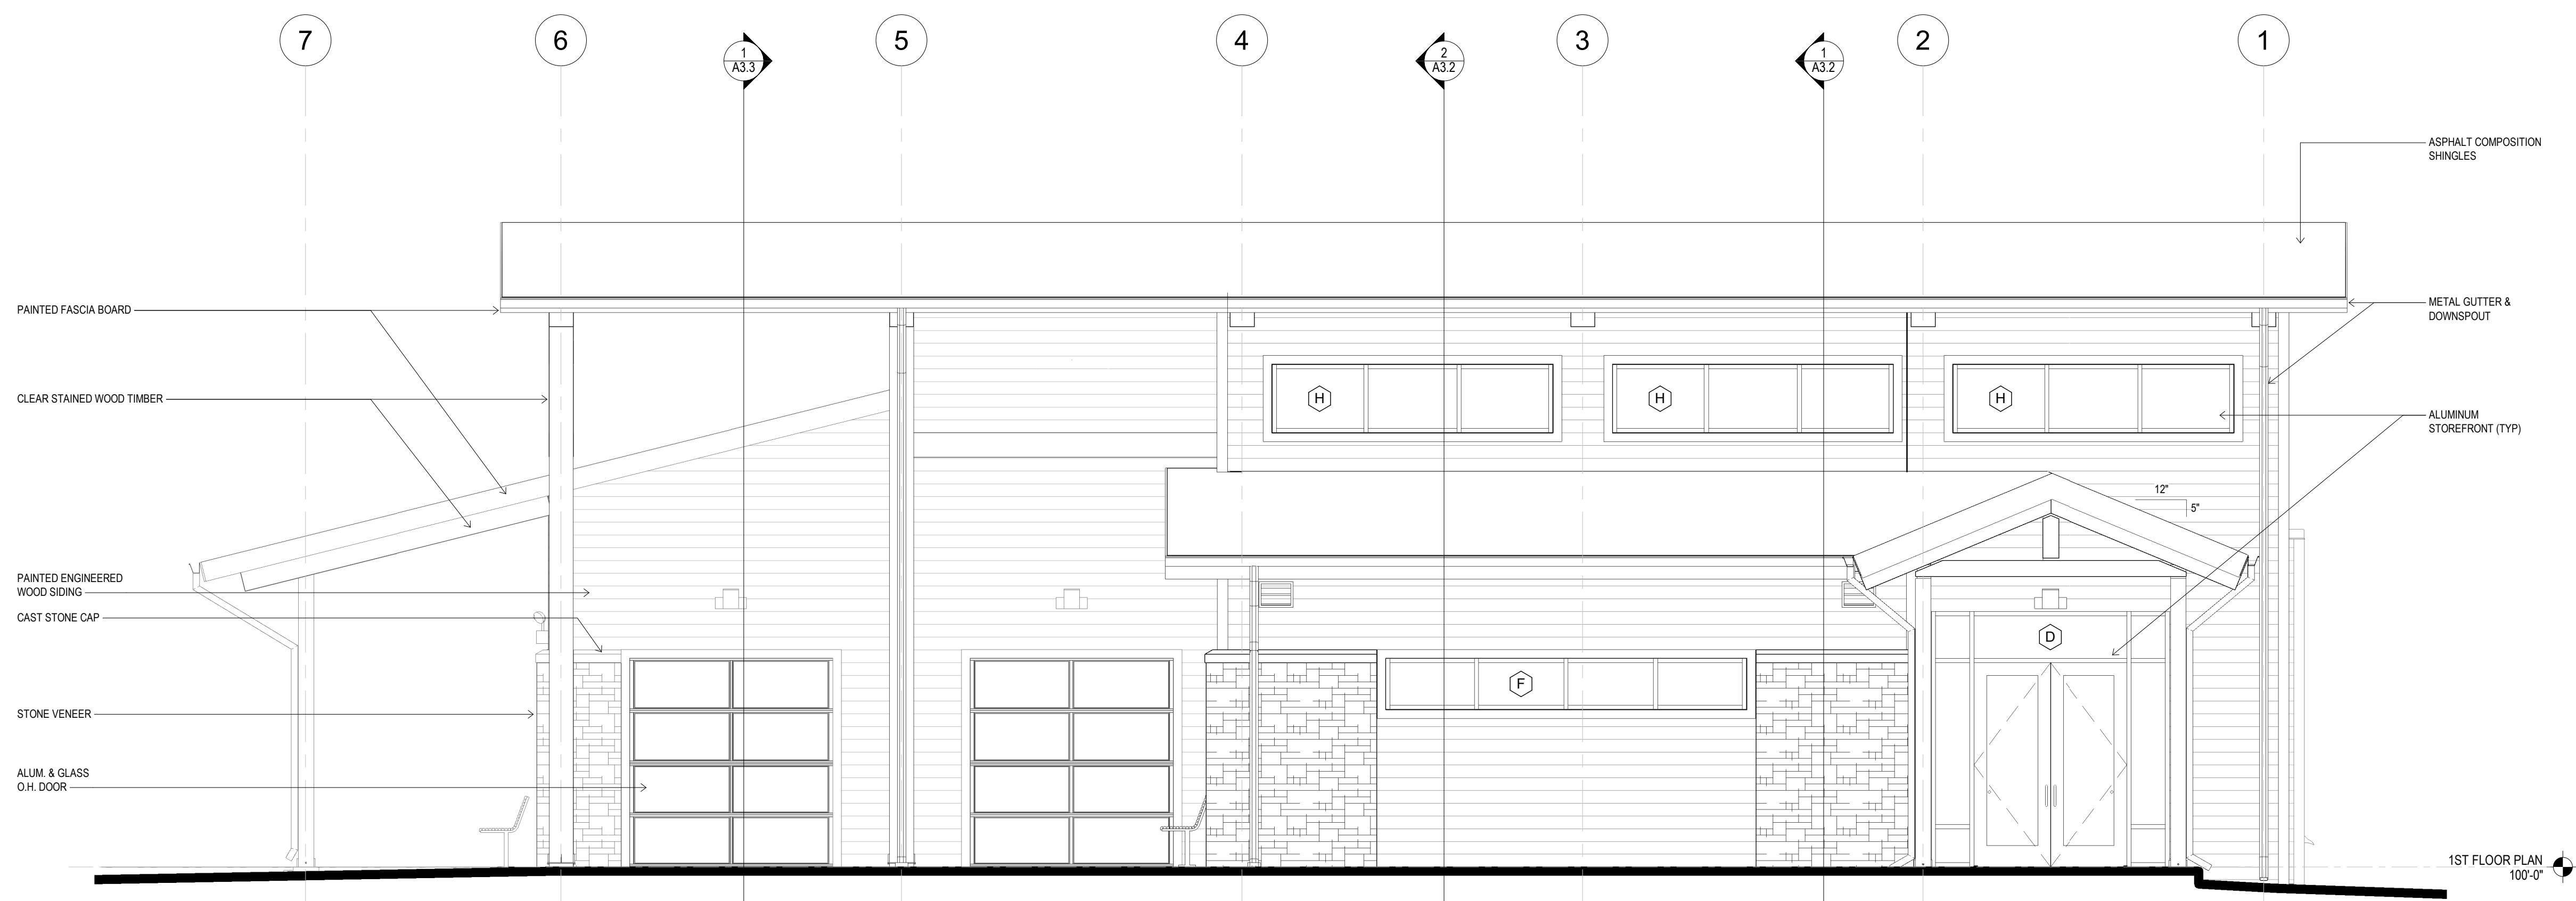 7
6
5
4
3
2
1
1
A3.3
2
A3.2
1
A3.2
ASPHALT COMPOSITION
SHINGLES
PAINTED FASCIA BOARD
METAL GUTTER &
DOWNSPOUT
CLEAR STAINED WOOD TIMBER
H
H
H
ALUMINUM
STOREFRONT (TYP)
12"
5"
PAINTED ENGINEERED
WOOD SIDING
CAST STONE CAP
D
F
STONE VENEER
ALUM. & GLASS
O.H. DOOR
1ST FLOOR PLAN
100'-0"